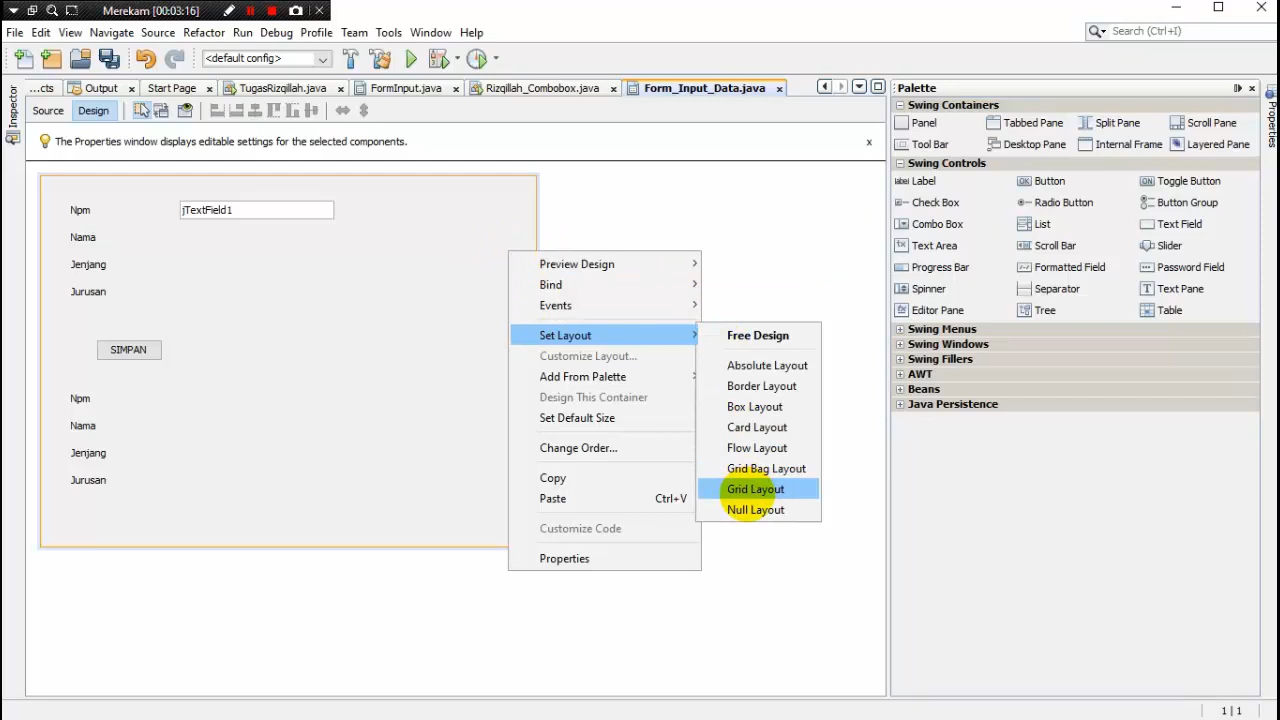 Merekam [00:03:16]
File Edit View Navigate Source Refactor Run Debug Profile Team Tools Window Help
Search (Ctrl+I)
<default config>
...cts Output Start Page TugasRizqillah.java FormInput.java Rizqillah_Combobox.java Form_Input_Data.java
Source Design
The Properties window displays editable settings for the selected components. x
Inspector
Npm jTextField1
Nama
Jenjang
Jurusan
SIMPAN
Npm
Nama
Jenjang
Jurusan
Preview Design
Bind
Events
Set Layout
Customize Layout...
Add From Palette
Design This Container
Set Default Size
Change Order...
Copy
Paste Ctrl+V
Customize Code
Properties
Free Design
Absolute Layout
Border Layout
Box Layout
Card Layout
Flow Layout
Grid Bag Layout
Grid Layout
Null Layout
Palette
Swing Containers
Panel Tabbed Pane Split Pane Scroll Pane
Tool Bar Desktop Pane Internal Frame Layered Pane
Swing Controls
label Label OK Button ON Toggle Button
Check Box Radio Button Button Group
Combo Box List Text Field
Text Area Scroll Bar Slider
Progress Bar Formatted Field Password Field
Spinner Separator Text Pane
Editor Pane Tree Table
Swing Menus
Swing Windows
Swing Fillers
AWT
Beans
Java Persistence
Properties
1 | 1